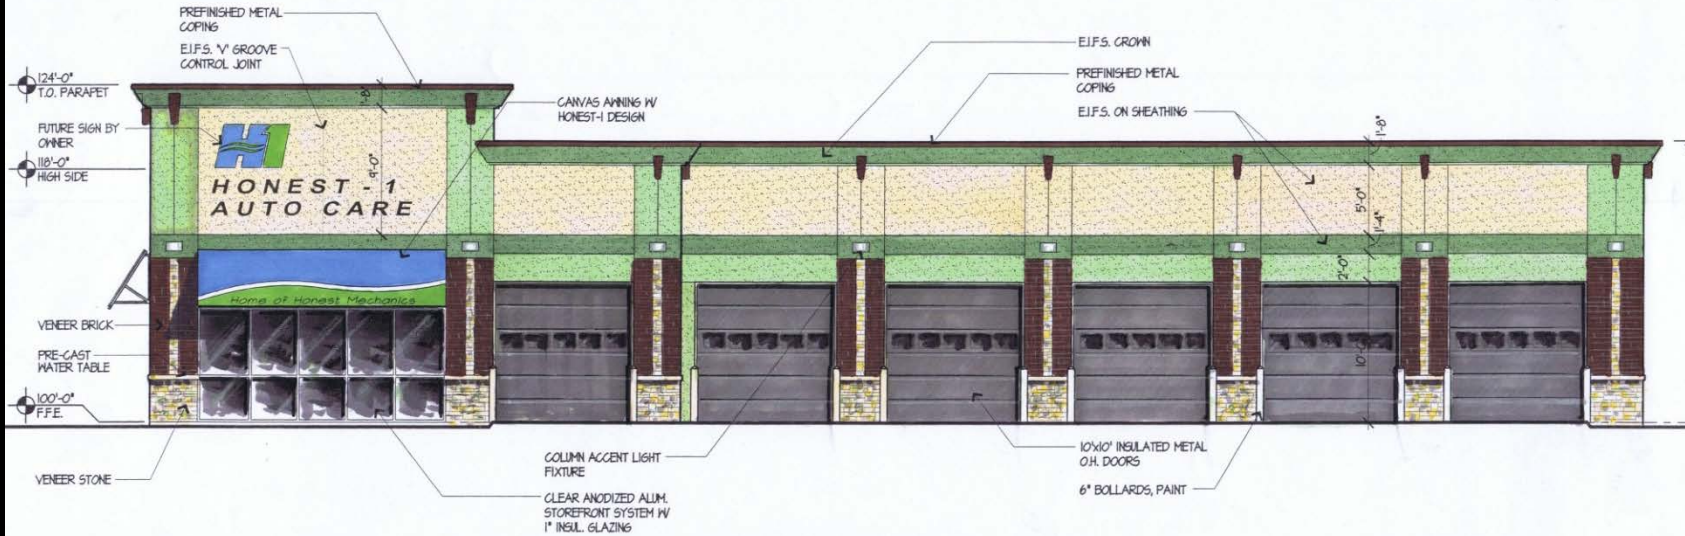 PREFINISHED METAL
COPING
E.I.F.S. 'V' GROOVE
CONTROL JOINT
124'-0"
T.O. PARAPET
FUTURE SIGN BY
OWNER
118'-0"
HIGH SIDE
CANVAS AWNING W/
HONEST-1 DESIGN
E.I.F.S. CROWN
PREFINISHED METAL
COPING
E.I.F.S. ON SHEATHING
1'-8"
9'-0"
H1
HONEST - 1
AUTO CARE
Home of Honest Mechanics
1'-8"
5'-0"
1'-4"
2'-0"
VENEER BRICK
PRE-CAST
WATER TABLE
100'-0"
F.F.E.
VENEER STONE
COLUMN ACCENT LIGHT
FIXTURE
CLEAR ANODIZED ALUM.
STOREFRONT SYSTEM W/
1" INSUL. GLAZING
10'x10' INSULATED METAL
O.H. DOORS
6" BOLLARDS, PAINT